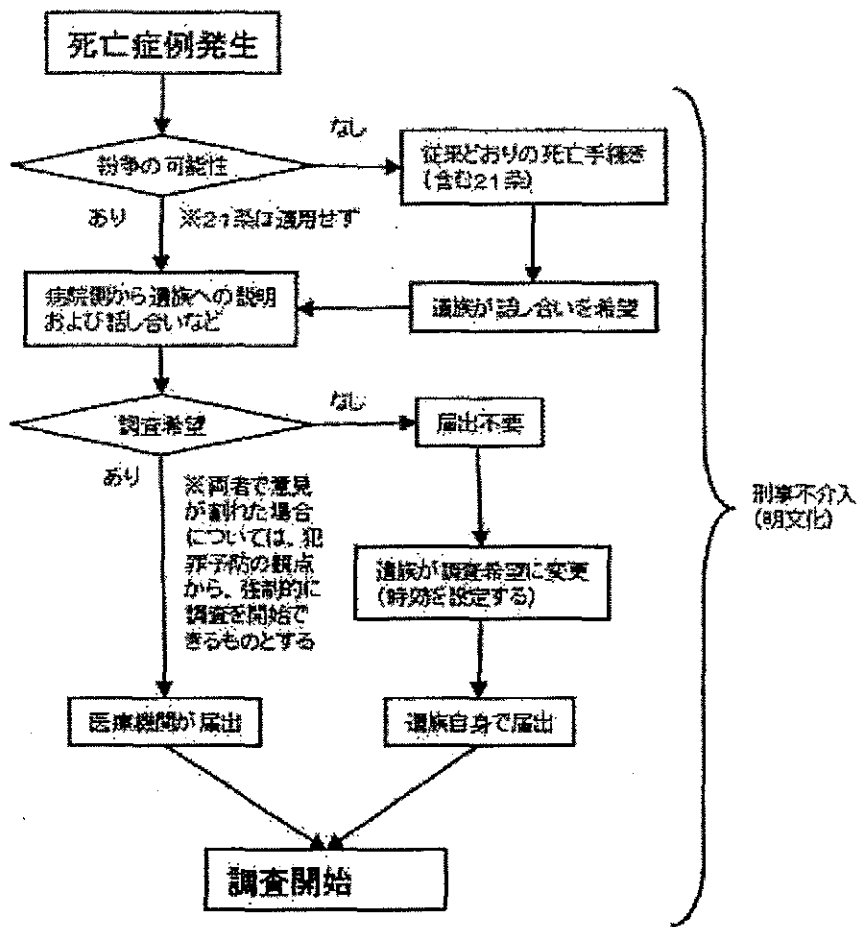 死亡症例発生
紛争の可能性
なし
従来どおりの死亡手続き
(含む21条)
あり
※21条は適用せず
病院側から遺族への説明
および話し合いなど
遺族が話し合いを希望
調査希望
なし
届出不要
あり
※両者で意見
が割れた場合
については、犯
罪予防の観点
から、強制的に
調査を開始で
きるものとする
遺族が調査希望に変更
(時効を設定する)
刑事不介入
(明文化)
医療機関が届出
遺族自身で届出
調査開始